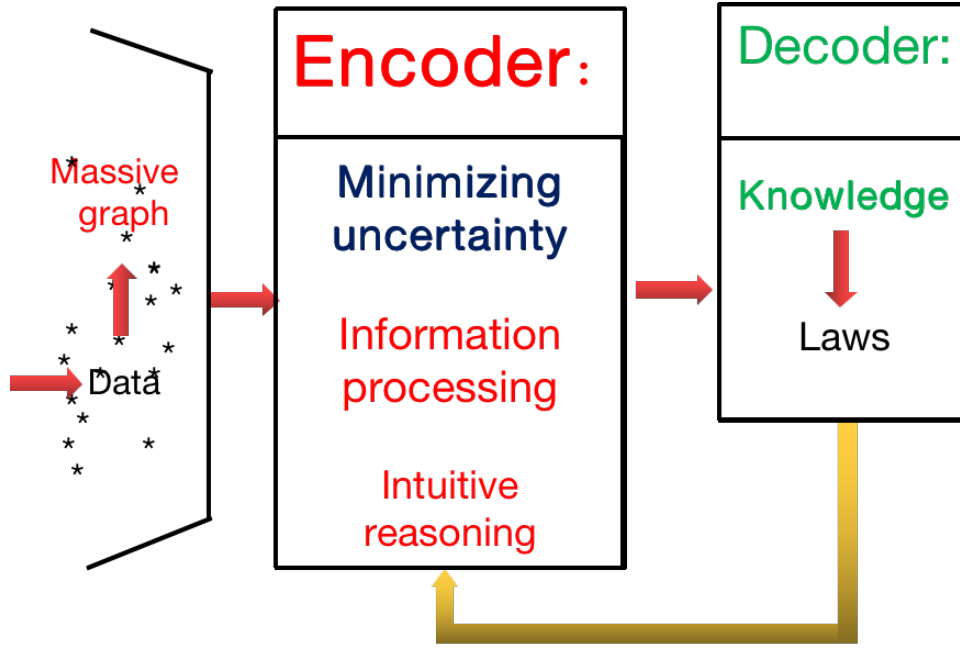 Massive
graph
Data
Encoder:
Minimizing
uncertainty
Information
processing
Intuitive
reasoning
Decoder:
Knowledge
Laws